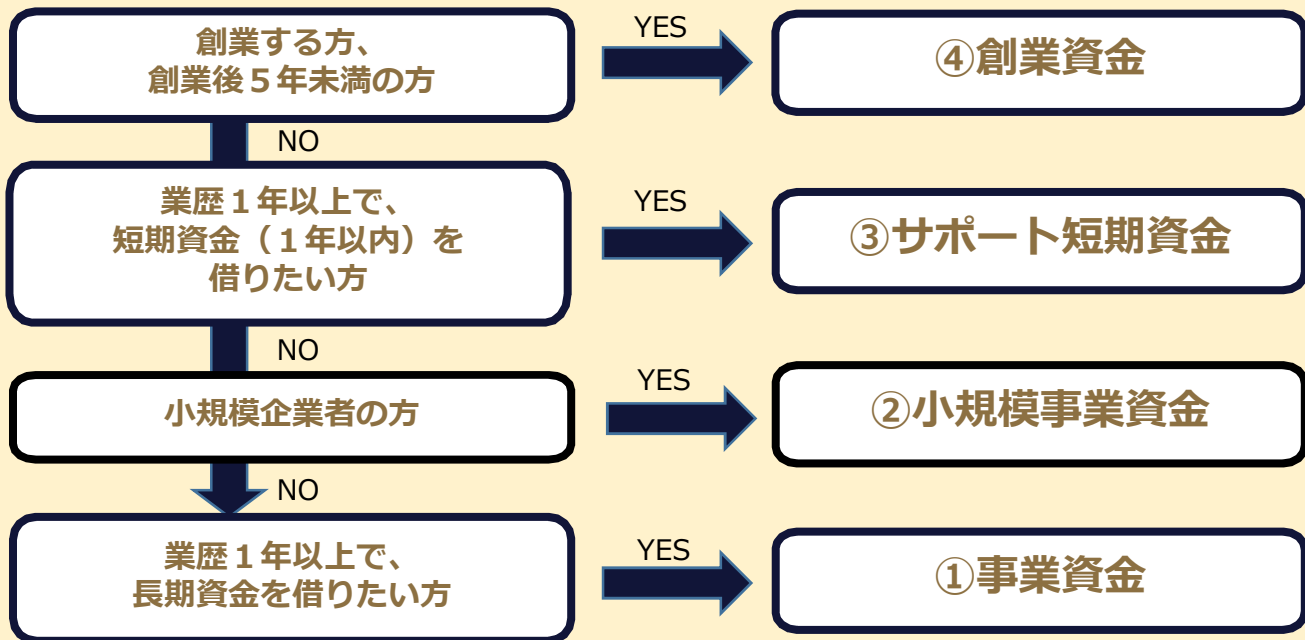 創業する方、
創業後５年未満の方
YES
④創業資金
NO
業歴１年以上で、
短期資金（１年以内）を
借りたい方
YES
③サポート短期資金
NO
小規模企業者の方
YES
②小規模事業資金
NO
業歴１年以上で、
長期資金を借りたい方
YES
①事業資金